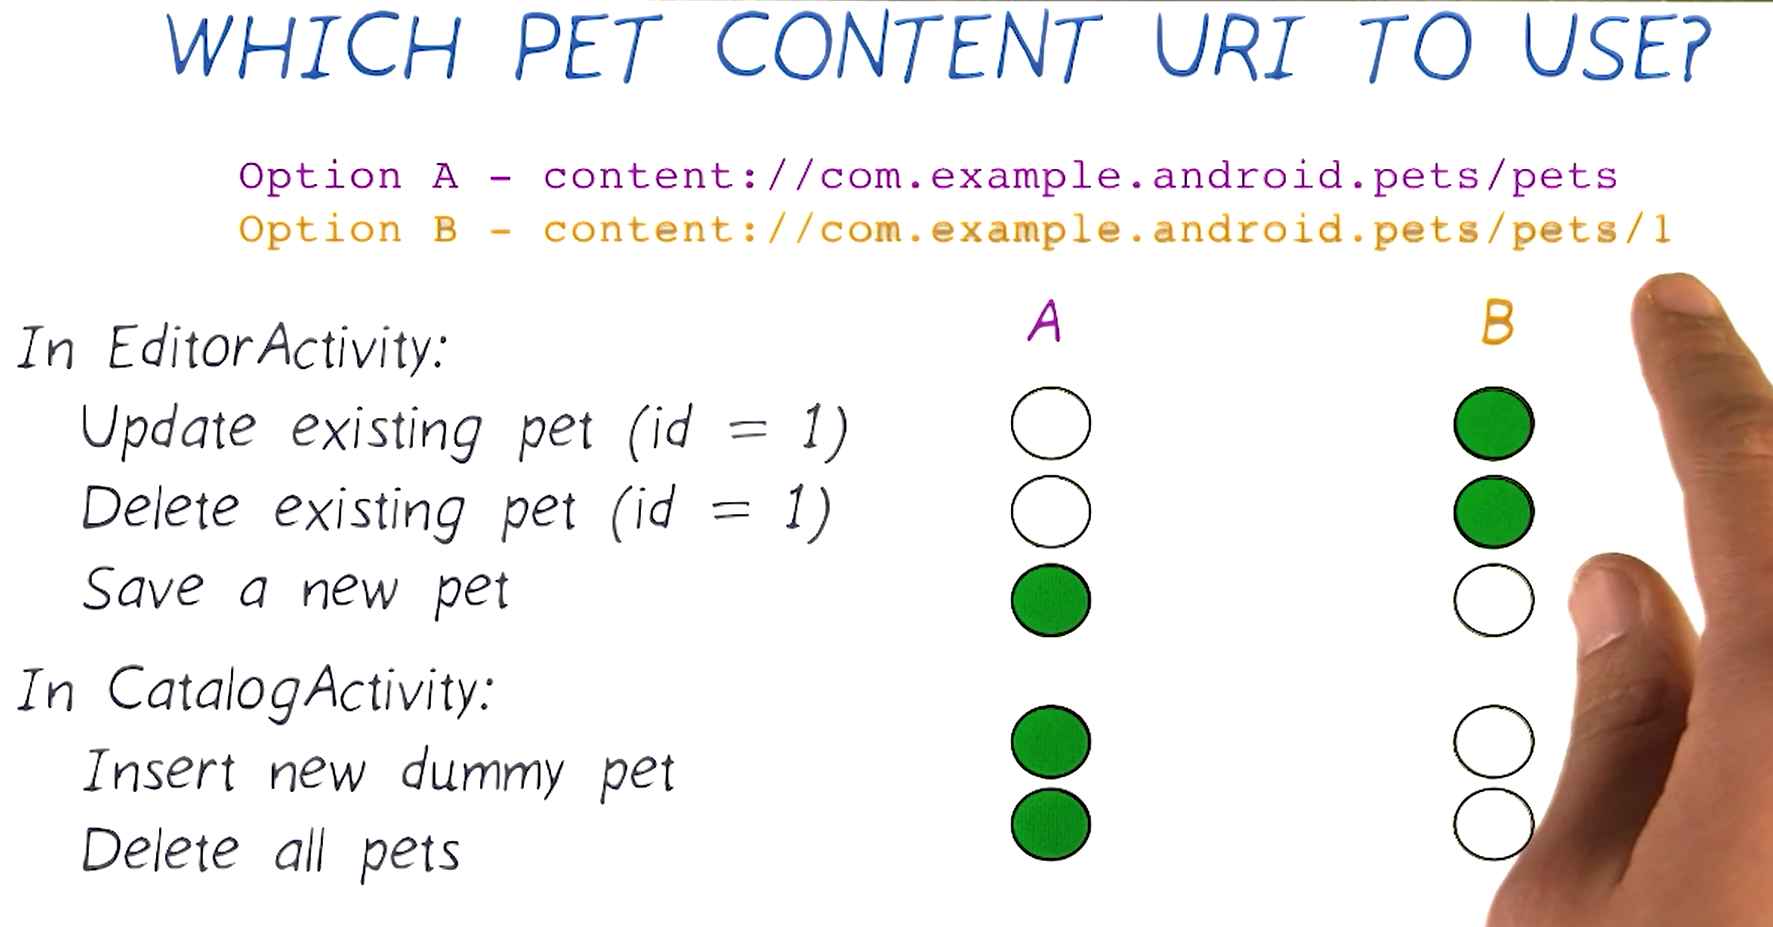 WHICH PET CONTENT URI TO USE?
Option A - content://com.example.android.pets/pets
Option B - content://com.example.android.pets/pets/1
A B
In EditorActivity:
Update existing pet (id = 1)
Delete existing pet (id = 1)
Save a new pet
In CatalogActivity:
Insert new dummy pet
Delete all pets